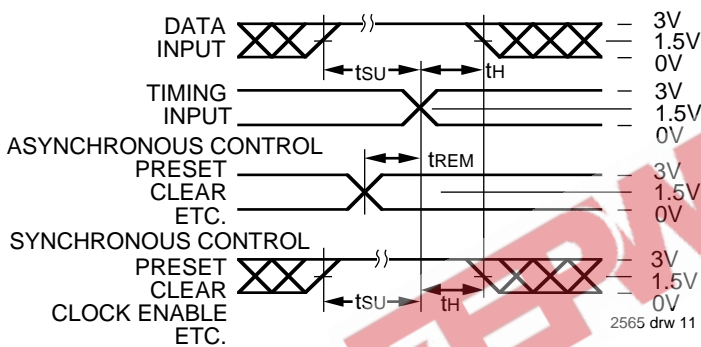 DATA
INPUT
3V
1.5V
0V
tSU
tH
TIMING
INPUT
3V
1.5V
0V
ASYNCHRONOUS CONTROL
PRESET
CLEAR
ETC.
tREM
3V
1.5V
0V
SYNCHRONOUS CONTROL
PRESET
CLEAR
CLOCK ENABLE
ETC.
tSU
tH
3V
1.5V
0V
2565 drw 11